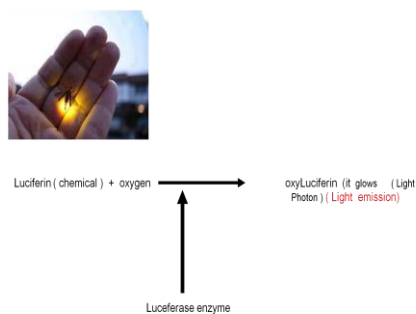 Luciferin ( chemical ) + oxygen
oxyLuciferin (it glows ( Light
Photon ) ( Light emission)
Luceferase enzyme